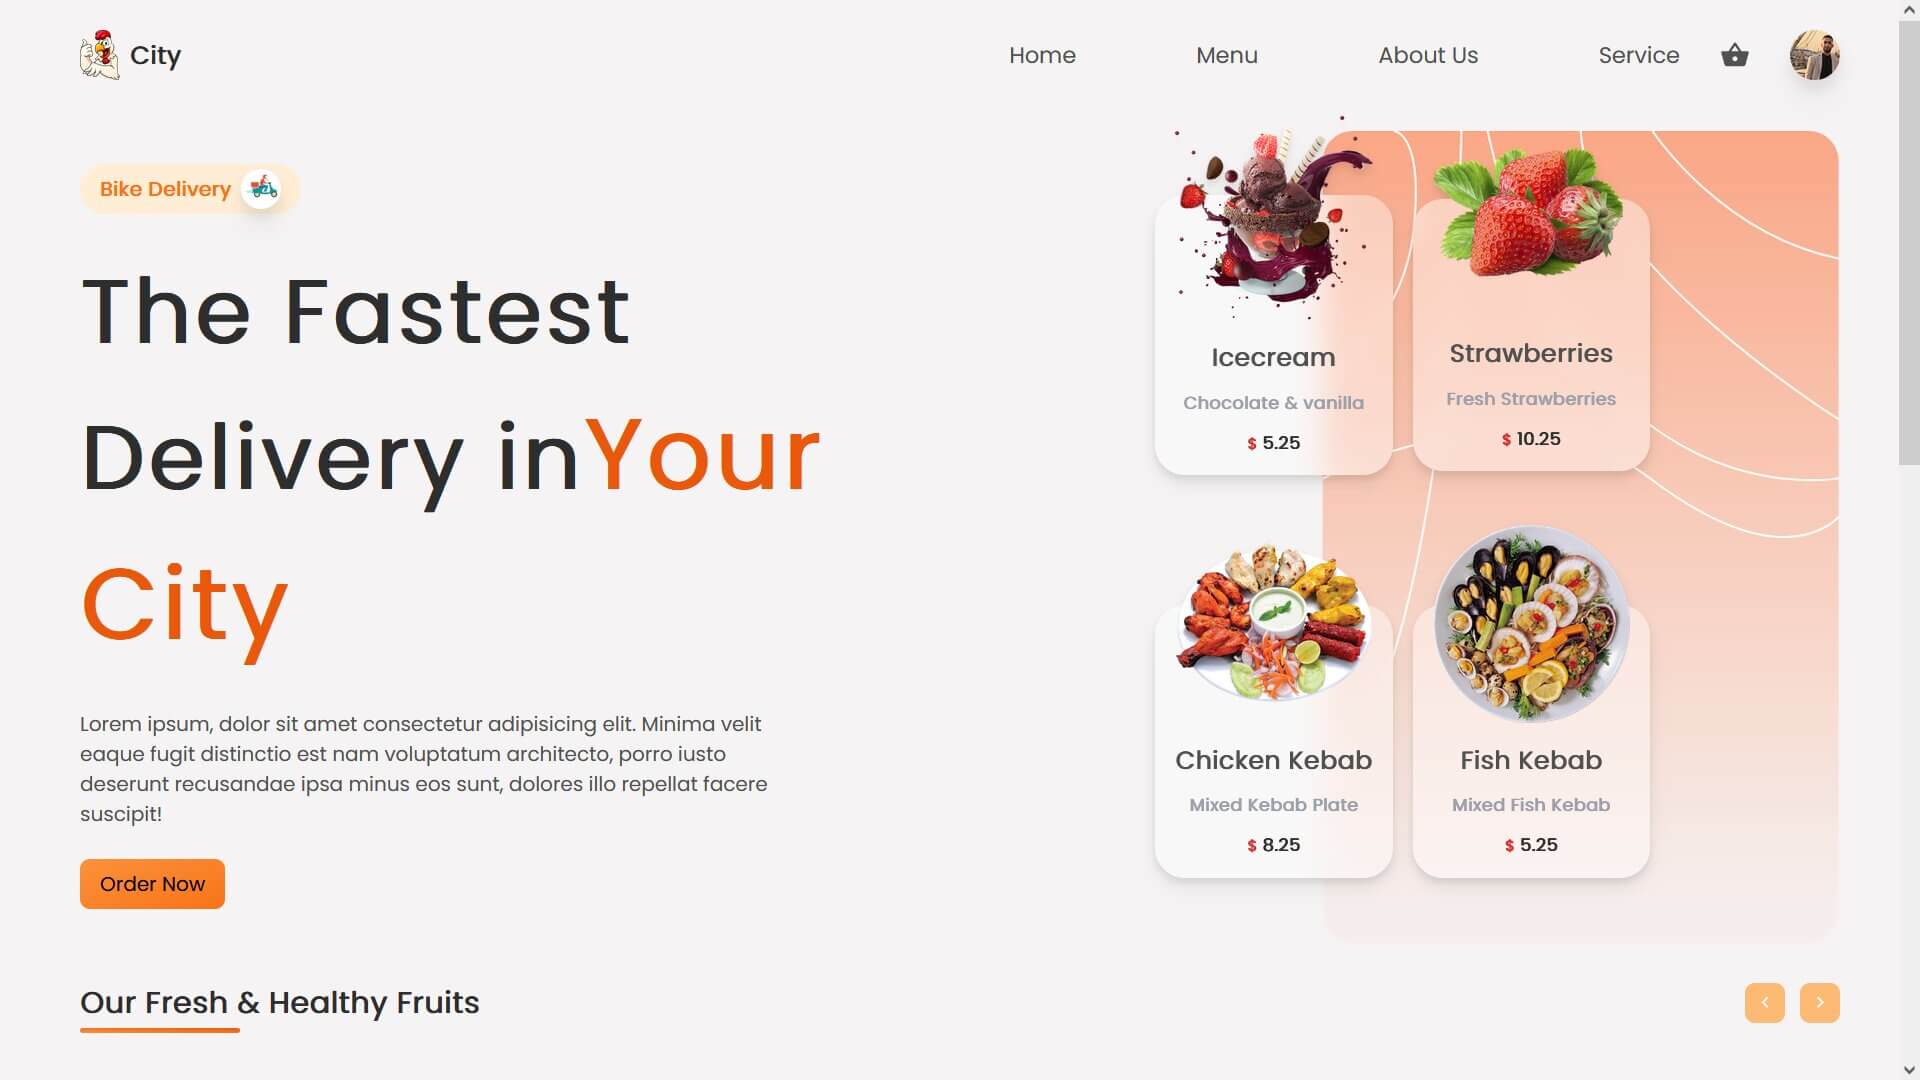 City
Home
Menu
About Us
Service
Bike Delivery
The Fastest
Delivery inYour
City
Lorem ipsum, dolor sit amet consectetur adipisicing elit. Minima velit
eaque fugit distinctio est nam voluptatum architecto, porro iusto
deserunt recusandae ipsa minus eos sunt, dolores illo repellat facere
suscipit!
Order Now
Icecream
Chocolate & vanilla
$ 5.25
Strawberries
Fresh Strawberries
$ 10.25
Chicken Kebab
Mixed Kebab Plate
$ 8.25
Fish Kebab
Mixed Fish Kebab
$ 5.25
Our Fresh & Healthy Fruits